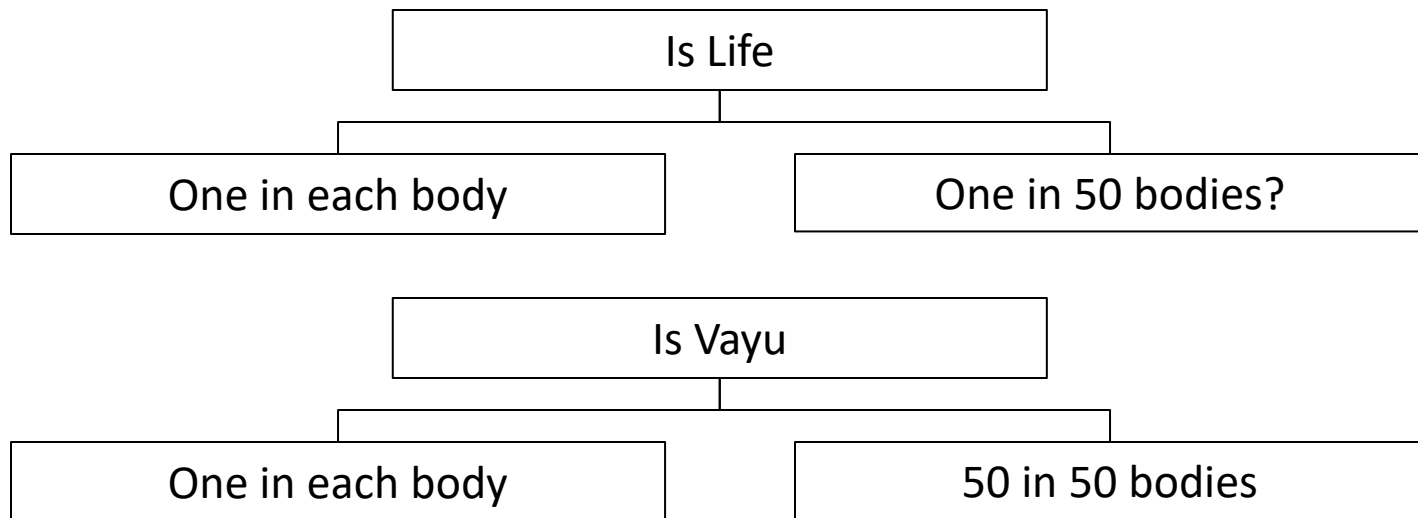 Is Life
One in each body
One in 50 bodies?
Is Vayu
One in each body
50 in 50 bodies